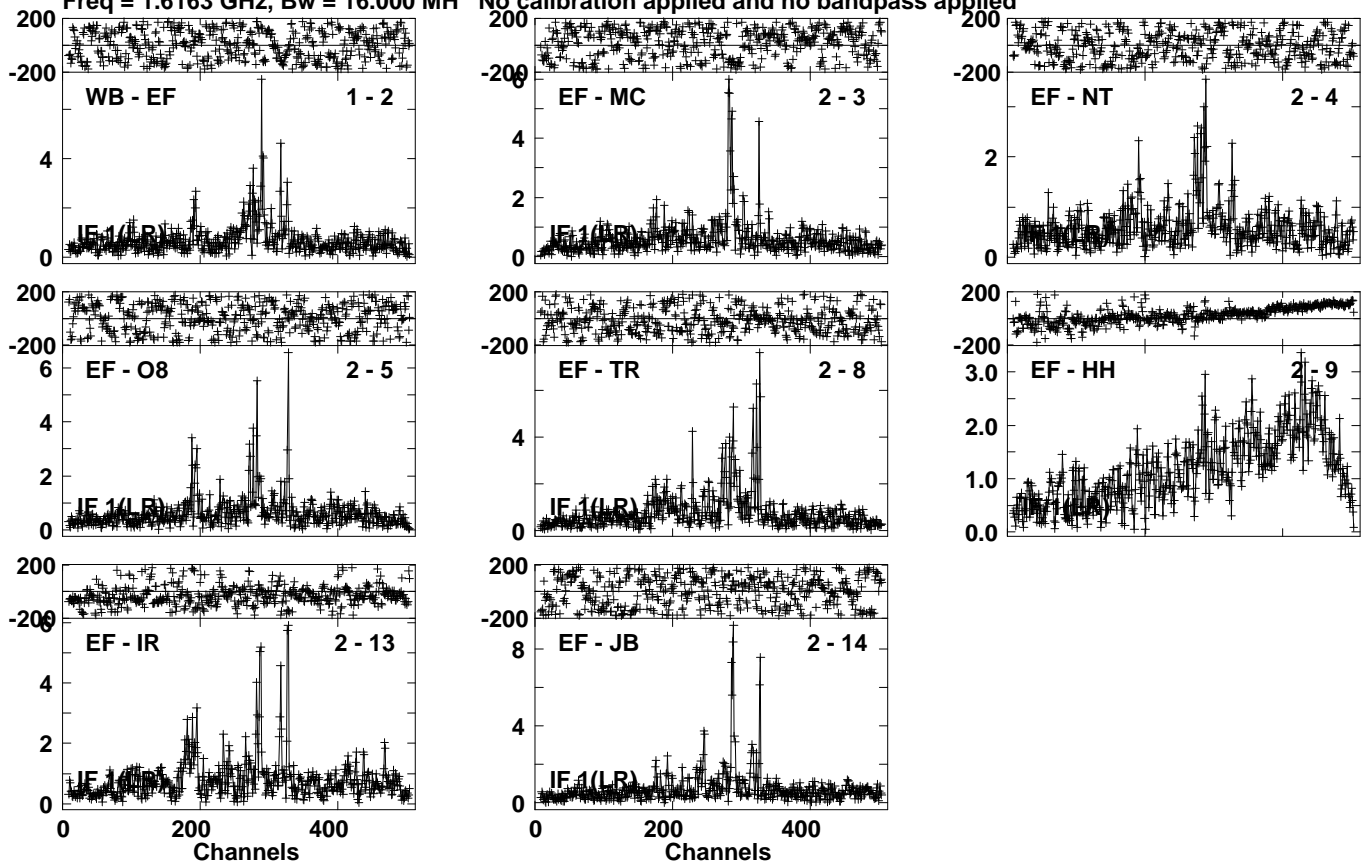 Freq = 1.6163 GHz, Bw = 16.000 MH No calibration applied and no bandpass applied
200
-200
WB - EF 1 - 2
4
IF 1(LR)
0
200
-200
6
EF - MC 2 - 3
4
2
IF 1(LR)
0
200
-200
EF - NT 2 - 4
2
0
200
-200
EF - O8 2 - 5
6
4
2
IF 1(LR)
0
200
-200
EF - TR 2 - 8
4
IF 1(LR)
0
200
-200
EF - HH 2 - 9
3.0
2.0
1.0
0.0
200
-200
EF - IR 2 - 13
4
2
IF 1(LR)
0
0 200 400
Channels
200
-200
EF - JB 2 - 14
8
4
IF 1(LR)
0
0 200 400
Channels